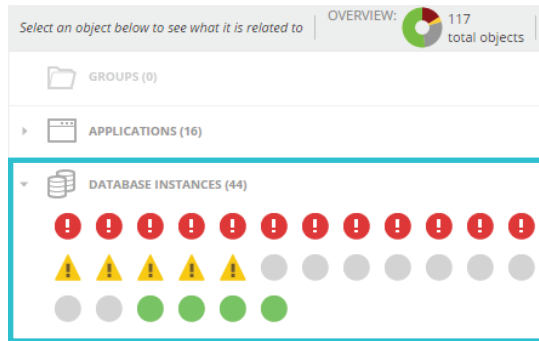 Select an object below to see what it is related to
OVERVIEW:
117
total objects
GROUPS (0)
APPLICATIONS (16)
DATABASE INSTANCES (44)